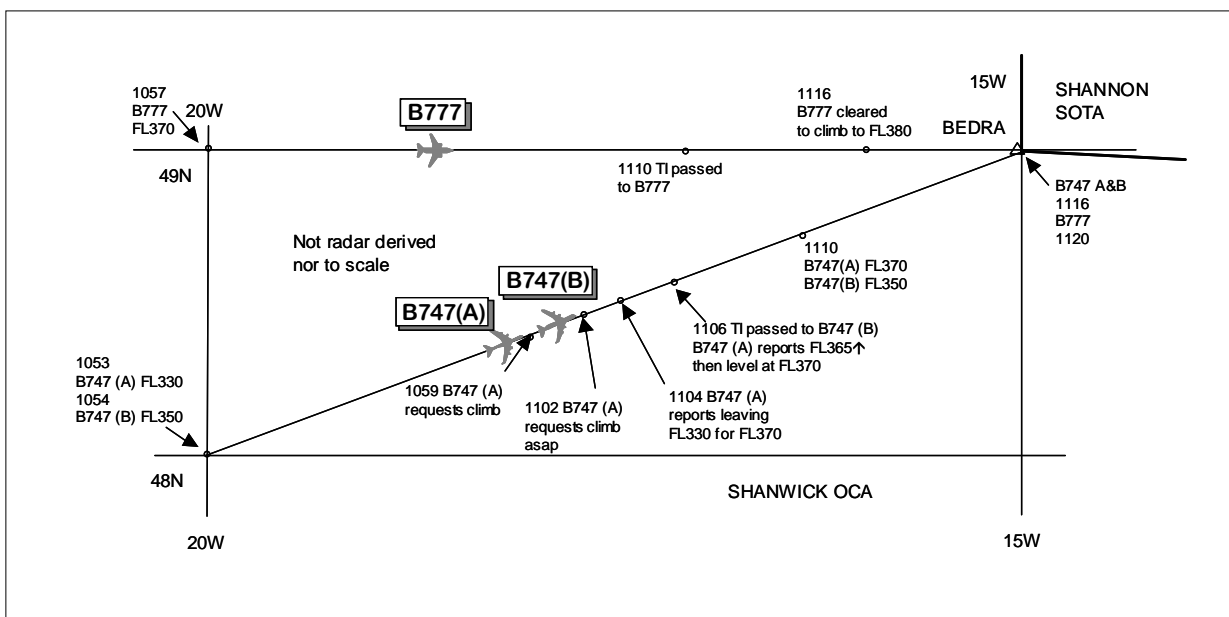 1057
B777
FL370
20W
B777
1116
B777 cleared
to climb to FL380
15W
SHANNON
SOTA
BEDRA
49N
1110 TI passed
to B777
B747 A&B
1116
B777
1120
Not radar derived
nor to scale
B747(B)
B747(A)
1110
B747(A) FL370
B747(B) FL350
1106 TI passed to B747 (B)
B747 (A) reports FL365↑
then level at FL370
1053
B747 (A) FL330
1054
B747 (B) FL350
1059 B747 (A)
requests climb
1102 B747 (A)
requests climb
asap
1104 B747 (A)
reports leaving
FL330 for FL370
48N
SHANWICK OCA
20W
15W